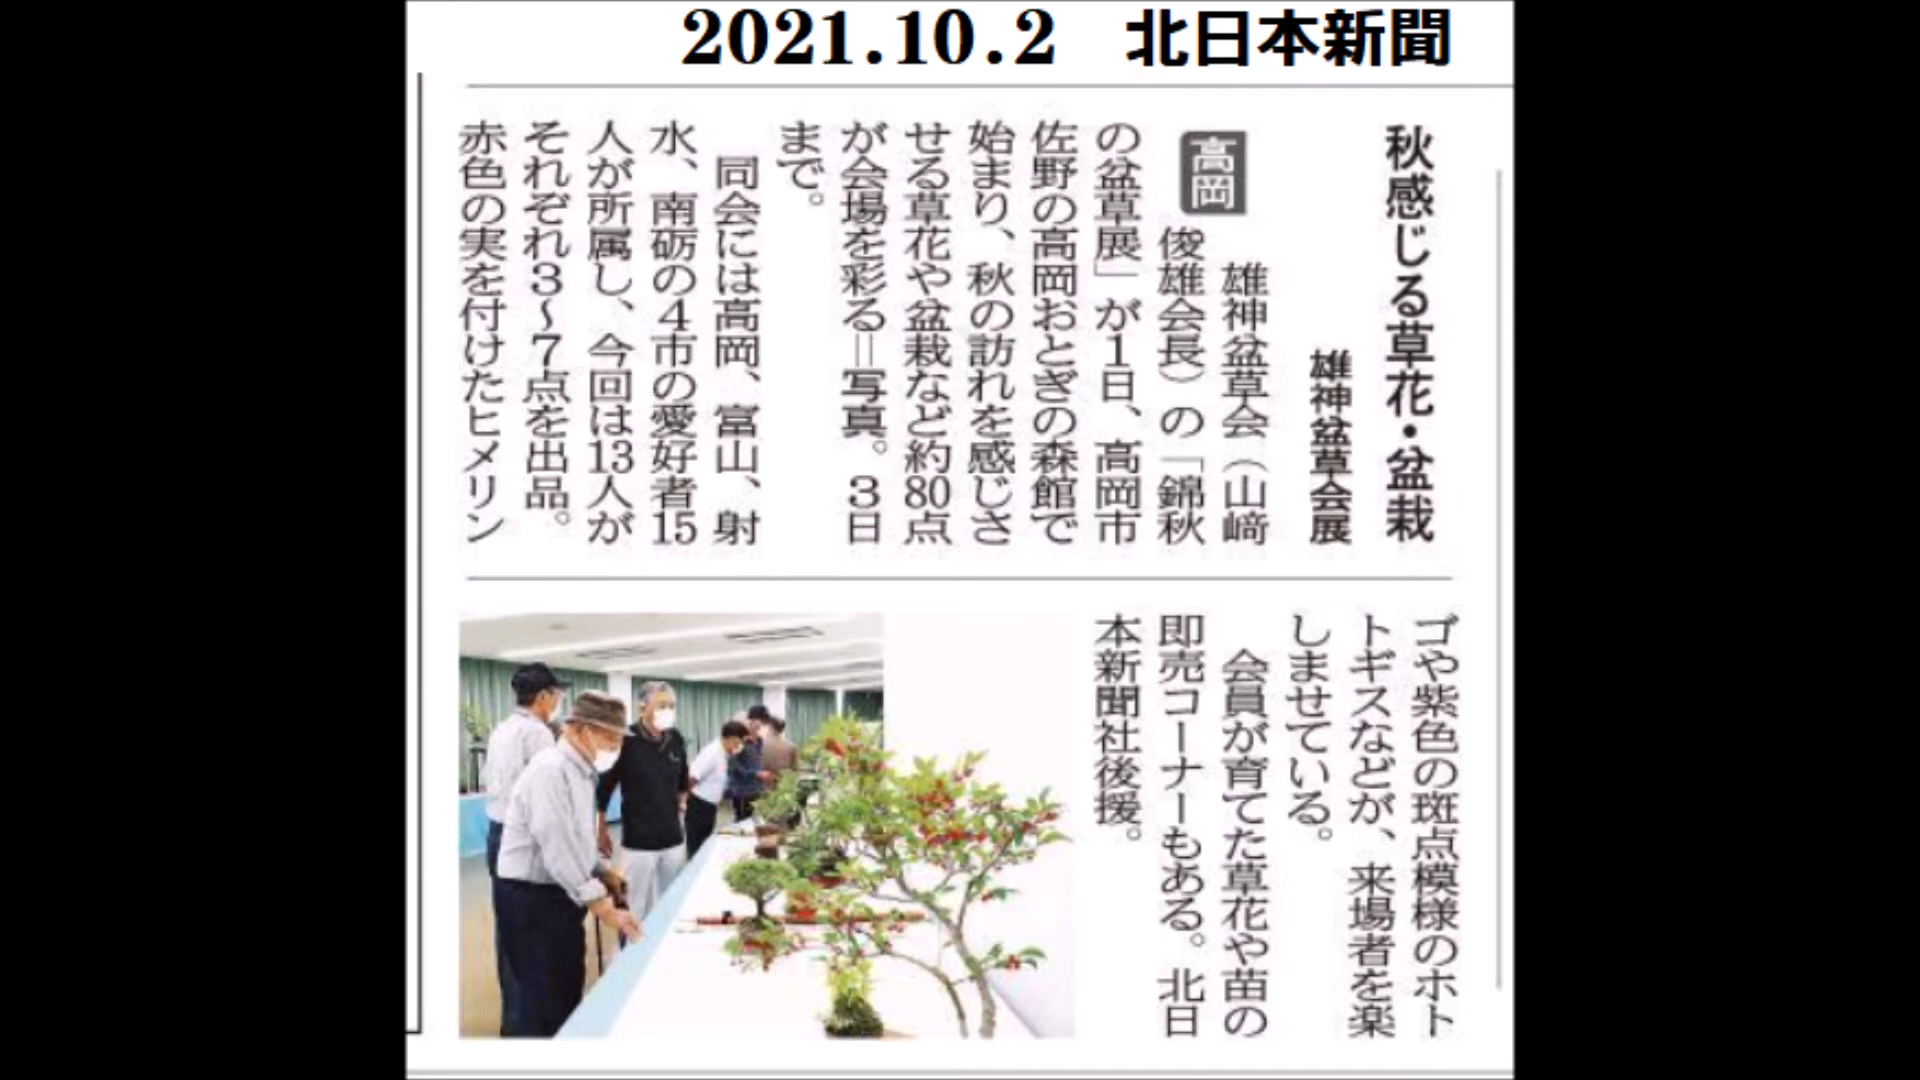 2021.10.2 北日本新聞
秋感じる草花・盆栽
雄神盆草会展
高岡
雄神盆草会（山﨑
俊雄会長）の「錦秋
の盆草展」が1日、高岡市
佐野の高岡おとぎの森館で
始まり、秋の訪れを感じさ
せる草花や盆栽など約80点
が会場を彩る＝写真。3日
まで。
同会には高岡、富山、射
水、南砺の4市の愛好者15
人が所属し、今回は13人が
それぞれ3～7点を出品。
赤色の実を付けたヒメリン
ゴや紫色の斑点模様のホト
トギスなどが、来場者を楽
しませている。
会員が育てた草花や苗の
即売コーナーもある。北日
本新聞社後援。